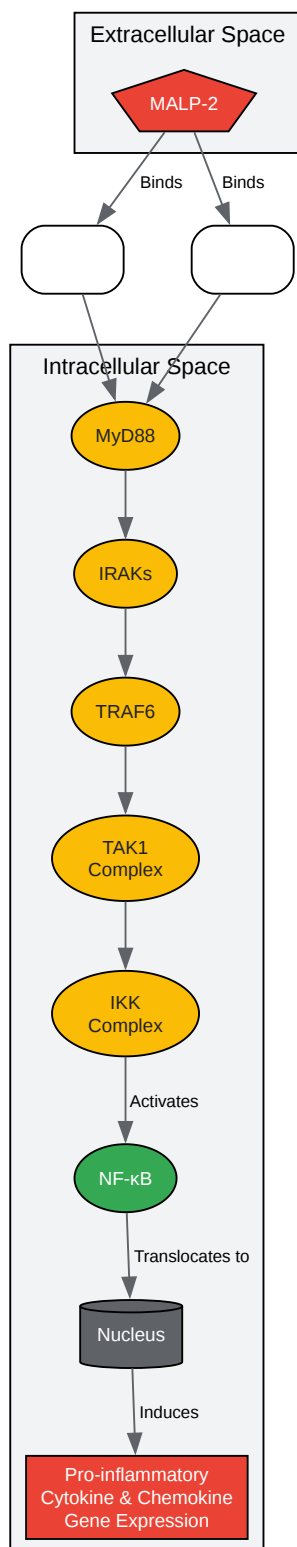 Extracellular Space
MALP-2
Binds
Binds
Intracellular Space
MyD88
IRAKs
TRAF6
TAK1
Complex
IKK
Complex
Activates
NF-κB
Translocates to
Nucleus
Induces
Pro-inflammatory
Cytokine & Chemokine
Gene Expression